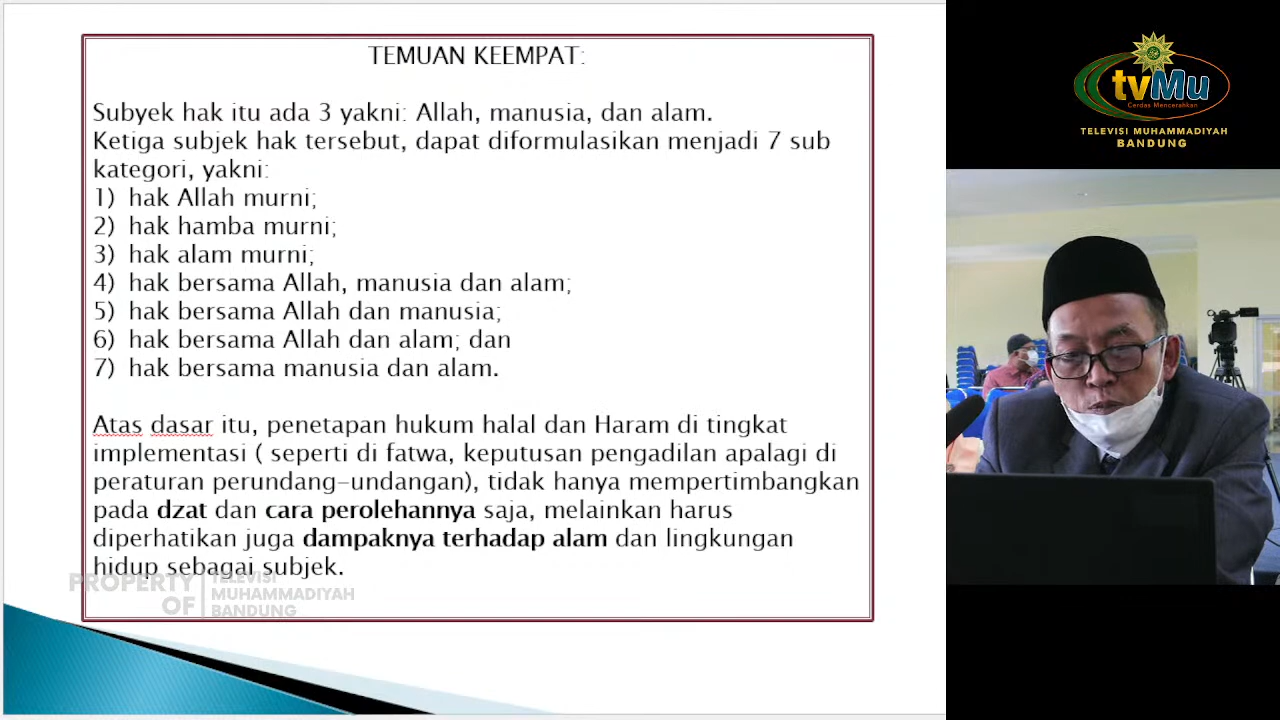 TEMUAN KEEMPAT:
Subyek hak itu ada 3 yakni: Allah, manusia, dan alam.
Ketiga subjek hak tersebut, dapat diformulasikan menjadi 7 sub
kategori, yakni:
1) hak Allah murni;
2) hak hamba murni;
3) hak alam murni;
4) hak bersama Allah, manusia dan alam;
5) hak bersama Allah dan manusia;
6) hak bersama Allah dan alam; dan
7) hak bersama manusia dan alam.
Atas dasar itu, penetapan hukum halal dan Haram di tingkat
implementasi ( seperti di fatwa, keputusan pengadilan apalagi di
peraturan perundang-undangan), tidak hanya mempertimbangkan
pada dzat dan cara perolehannya saja, melainkan harus
diperhatikan juga dampaknya terhadap alam dan lingkungan
hidup sebagai subjek.
PROPERTY OF
TELEVISI
MUHAMMADIYAH
BANDUNG
tvMu
Cerdas Mencerahkan
TELEVISI MUHAMMADIYAH
BANDUNG